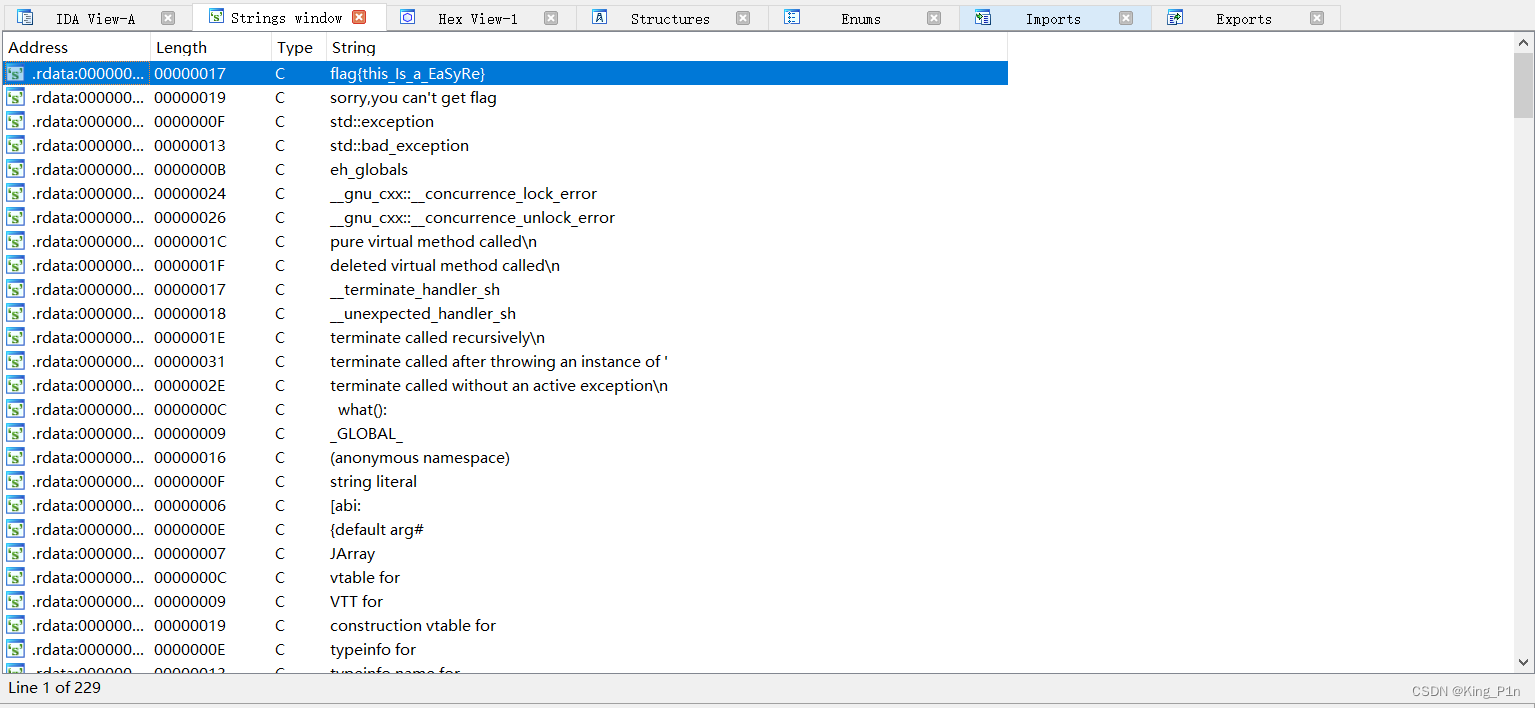 IDA View-A Strings window Hex View-1 Structures Enums Imports Exports
Address Length Type String
's' .rdata:000000... 00000017 C flag{this_Is_a_EaSyRe}
's' .rdata:000000... 00000019 C sorry,you can't get flag
's' .rdata:000000... 0000000F C std::exception
's' .rdata:000000... 00000013 C std::bad_exception
's' .rdata:000000... 0000000B C eh_globals
's' .rdata:000000... 00000024 C __gnu_cxx::__concurrence_lock_error
's' .rdata:000000... 00000026 C __gnu_cxx::__concurrence_unlock_error
's' .rdata:000000... 0000001C C pure virtual method called\n
's' .rdata:000000... 0000001F C deleted virtual method called\n
's' .rdata:000000... 00000017 C __terminate_handler_sh
's' .rdata:000000... 00000018 C __unexpected_handler_sh
's' .rdata:000000... 0000001E C terminate called recursively\n
's' .rdata:000000... 00000031 C terminate called after throwing an instance of '
's' .rdata:000000... 0000002E C terminate called without an active exception\n
's' .rdata:000000... 0000000C C what():
's' .rdata:000000... 00000009 C _GLOBAL_
's' .rdata:000000... 00000016 C (anonymous namespace)
's' .rdata:000000... 0000000F C string literal
's' .rdata:000000... 00000006 C [abi:
's' .rdata:000000... 0000000E C {default arg#
's' .rdata:000000... 00000007 C JArray
's' .rdata:000000... 0000000C C vtable for
's' .rdata:000000... 00000009 C VTT for
's' .rdata:000000... 00000019 C construction vtable for
's' .rdata:000000... 0000000E C typeinfo for
's' .rdata:000000... 00000013 C typeinfo name for
Line 1 of 229
CSDN @King_P1n